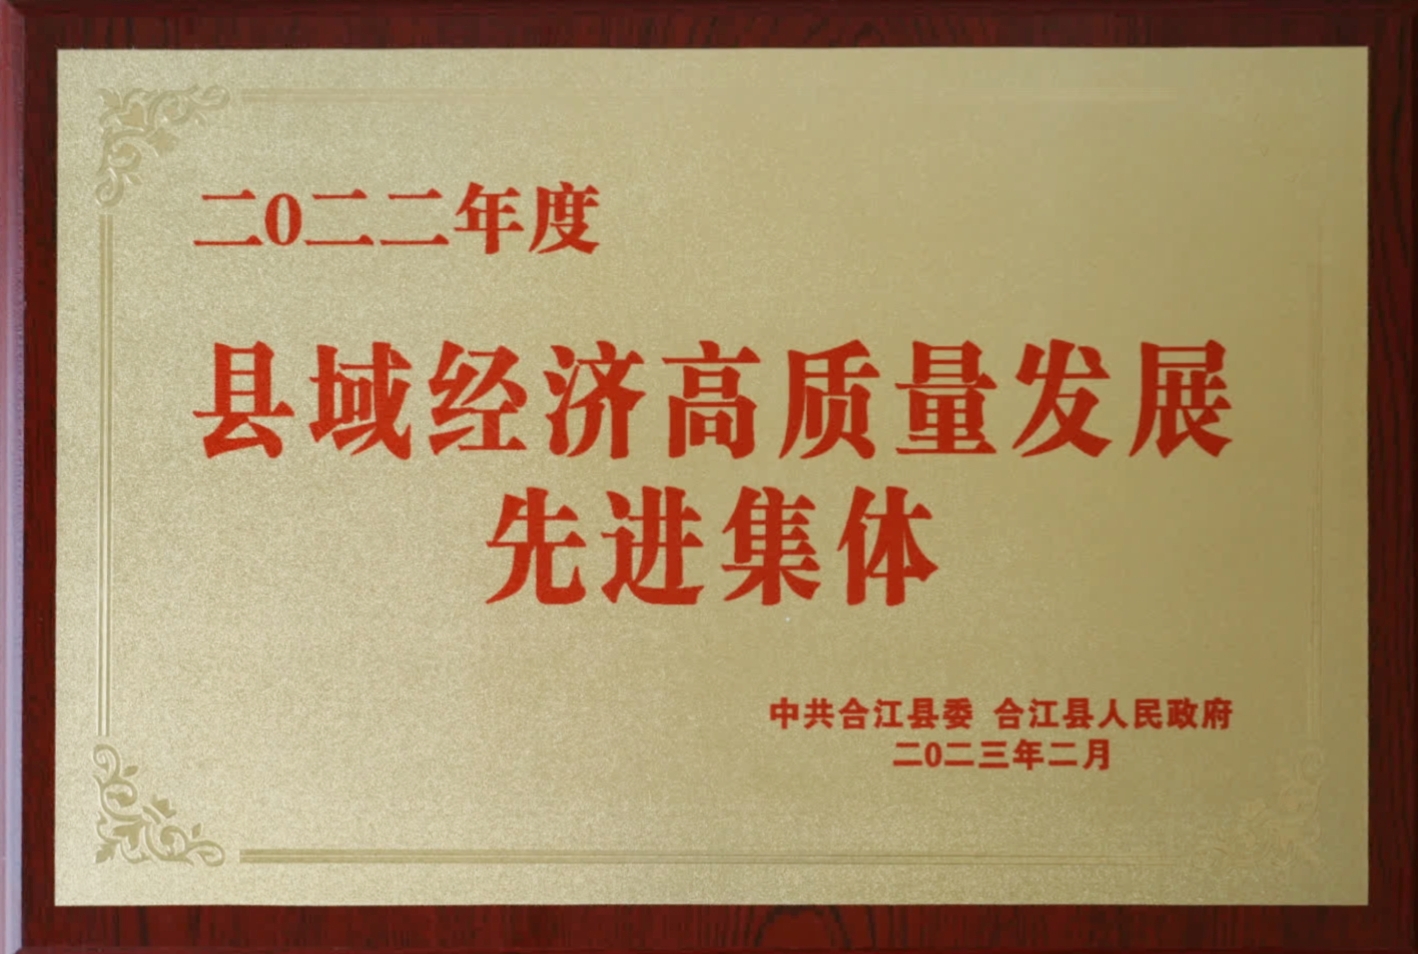 二0二二年度
县域经济高质量发展
先进集体
中共合江县委 合江县人民政府
二0二三年二月